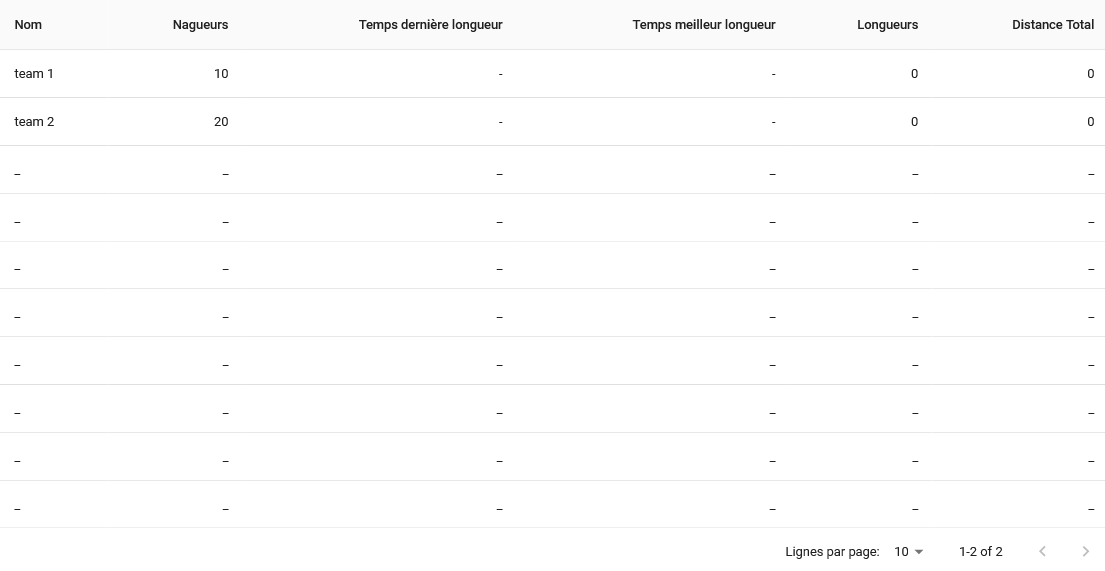 Nom Nagueurs Temps dernière longueur Temps meilleur longueur Longueurs Distance Total
team 1 10 - - 0 0
team 2 20 - - 0 0
– – – – – –
– – – – – –
– – – – – –
– – – – – –
– – – – – –
– – – – – –
– – – – – –
– – – – – –
Lignes par page: 10 1-2 of 2